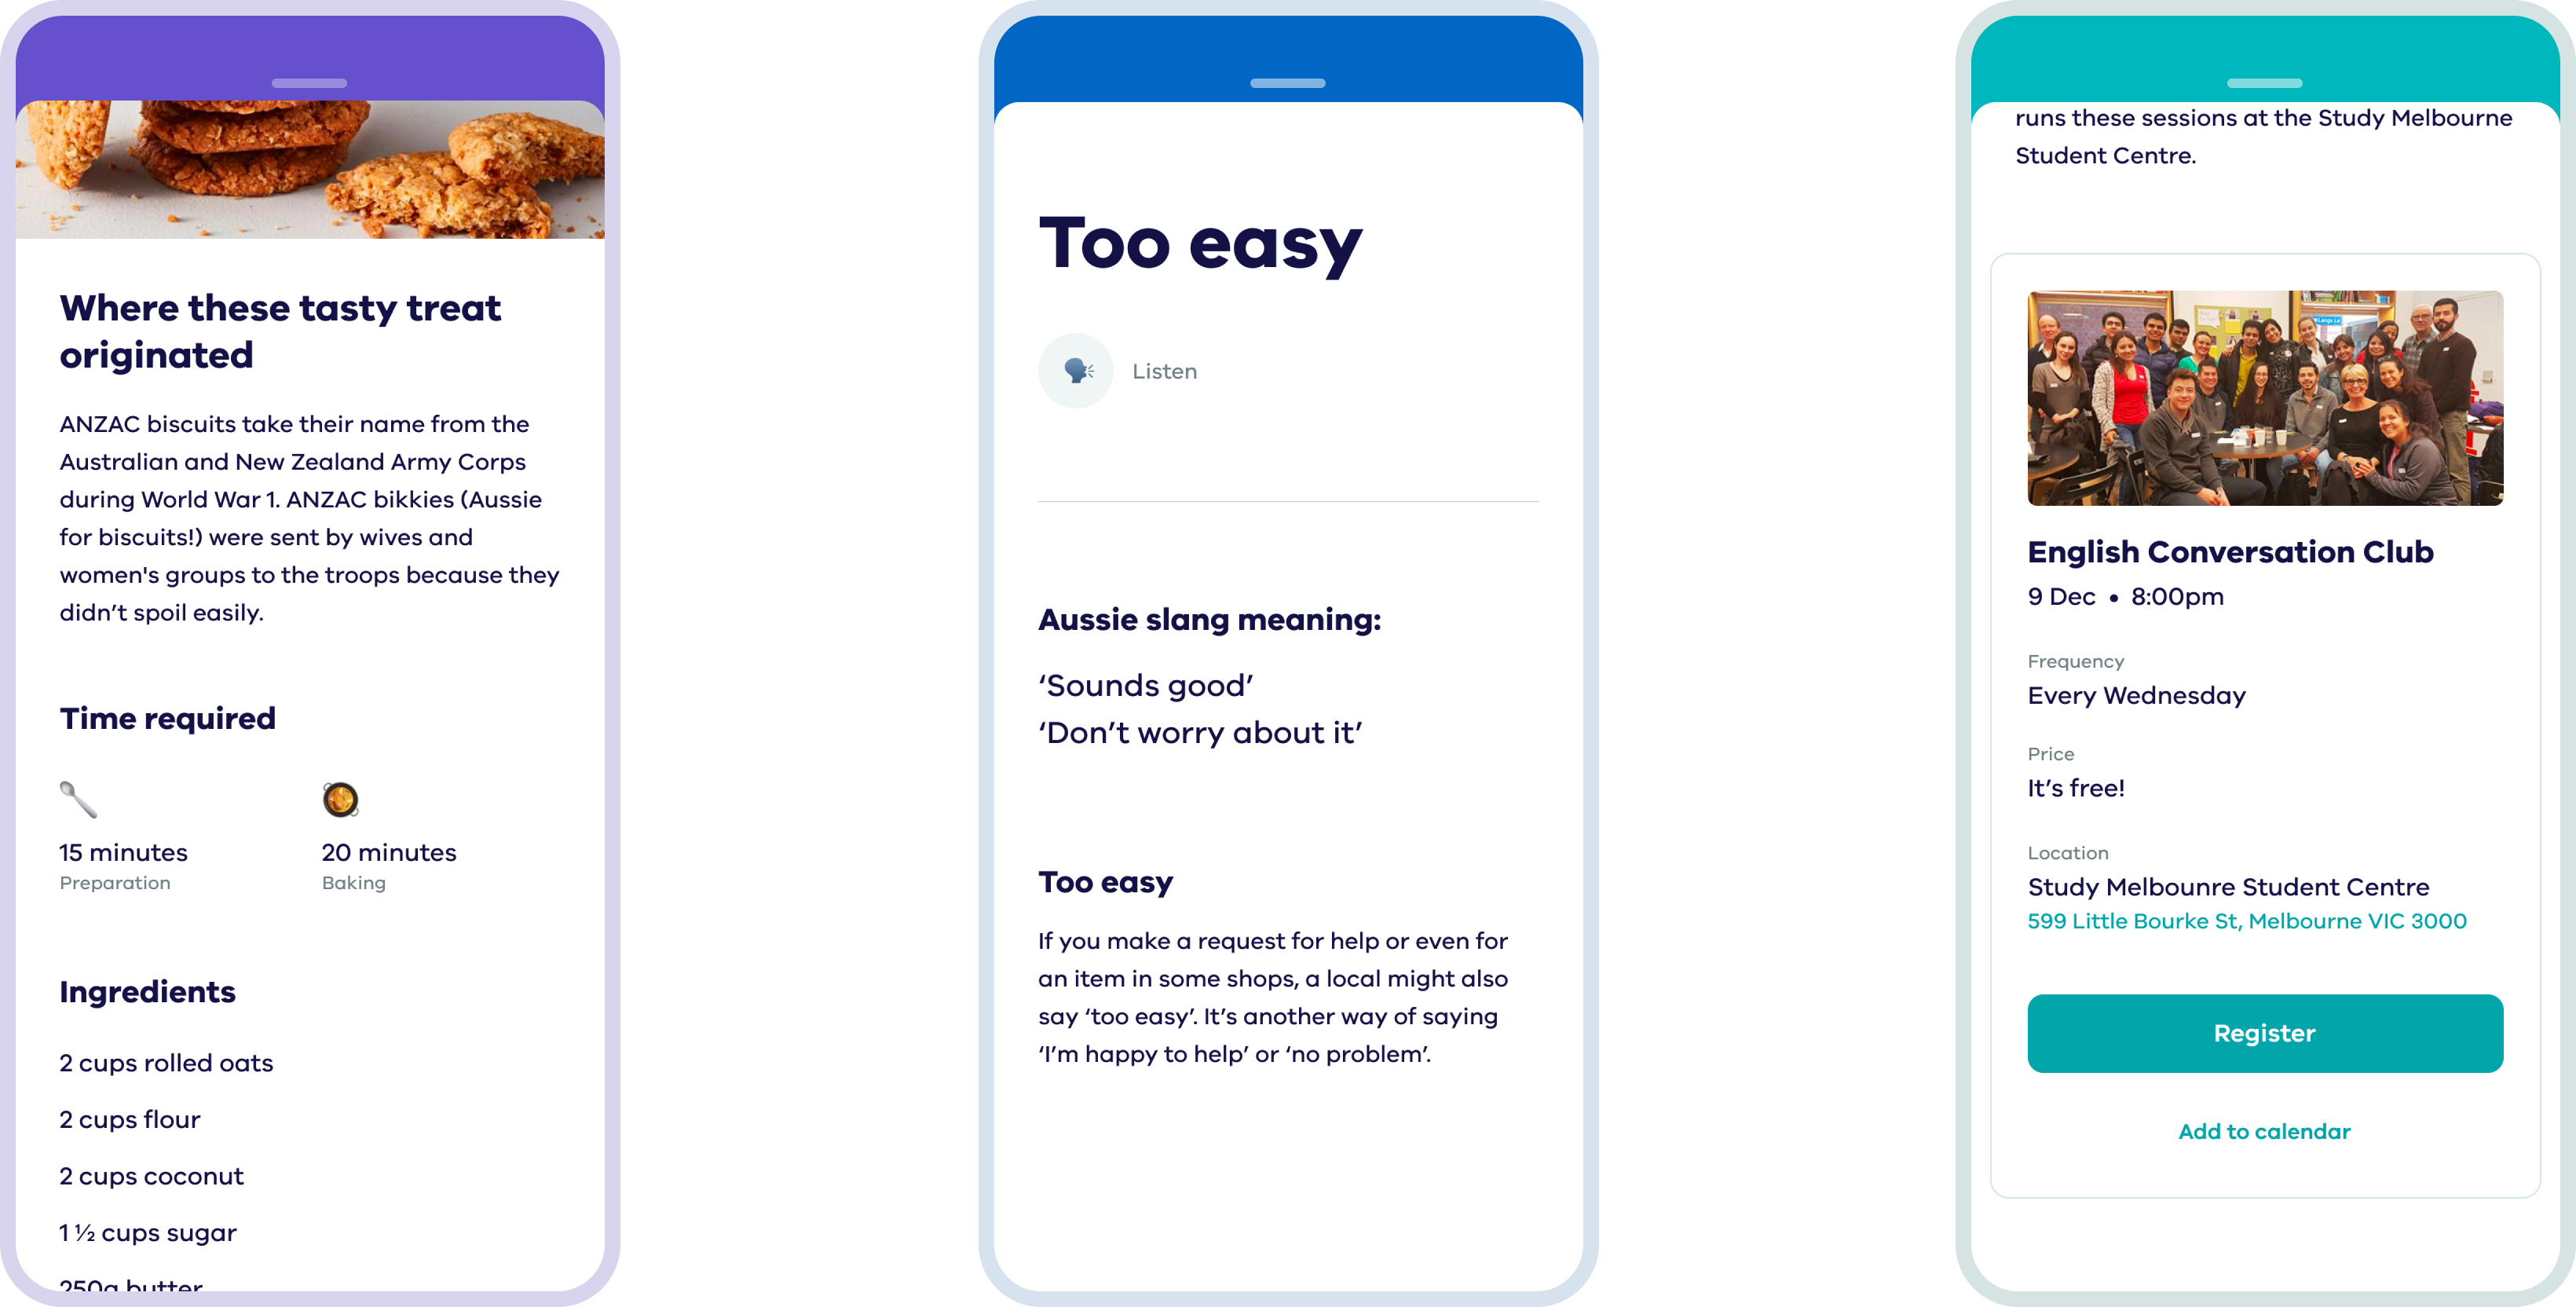 Where these tasty treat
originated
ANZAC biscuits take their name from the
Australian and New Zealand Army Corps
during World War 1. ANZAC bikkies (Aussie
for biscuits!) were sent by wives and
women's groups to the troops because they
didn’t spoil easily.
Time required
15 minutes
Preparation
20 minutes
Baking
Ingredients
2 cups rolled oats
2 cups flour
2 cups coconut
1 ½ cups sugar
250g butter
Too easy
Listen
Aussie slang meaning:
‘Sounds good’
‘Don’t worry about it’
Too easy
If you make a request for help or even for
an item in some shops, a local might also
say ‘too easy’. It’s another way of saying
‘I’m happy to help’ or ‘no problem’.
runs these sessions at the Study Melbourne
Student Centre.
English Conversation Club
9 Dec • 8:00pm
Frequency
Every Wednesday
Price
It’s free!
Location
Study Melbounre Student Centre
599 Little Bourke St, Melbourne VIC 3000
Register
Add to calendar